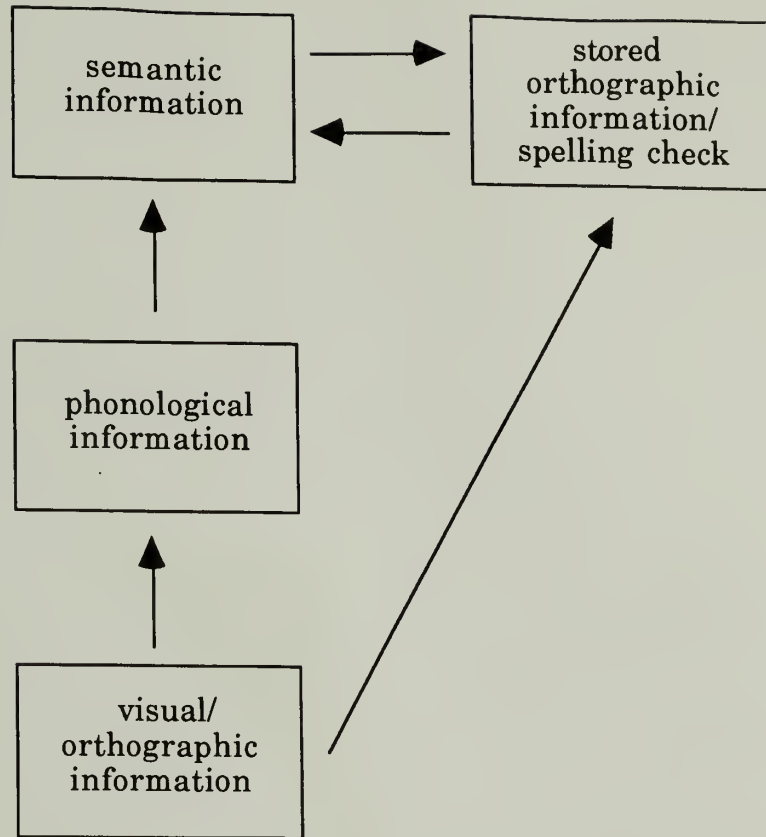 semantic
information
stored
orthographic
information/
spelling check
phonological
information
visual/
orthographic
information